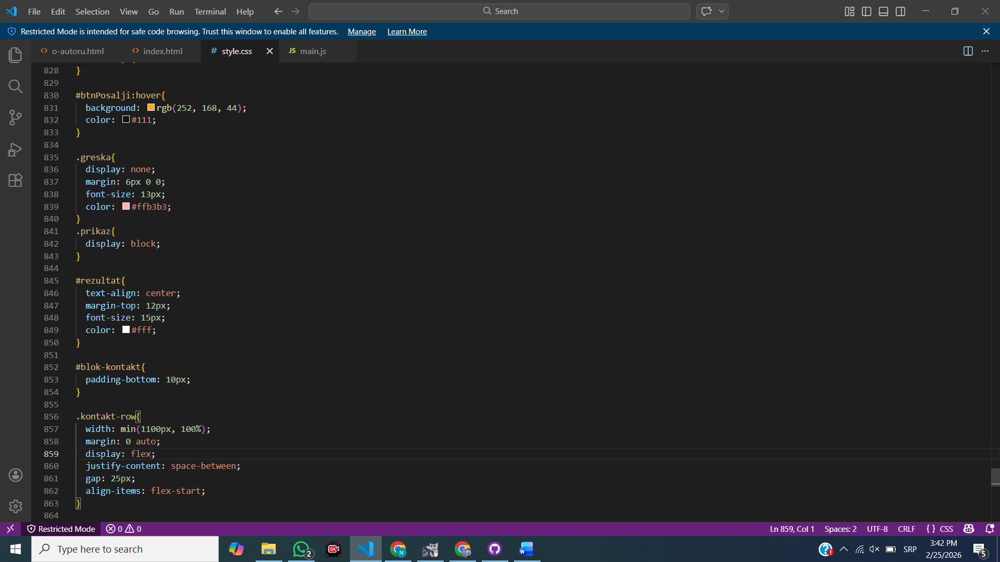 File Edit Selection View Go Run Terminal Help Search
Restricted Mode is intended for safe code browsing. Trust this window to enable all features. Manage Learn More
o-autoru.html index.html # style.css JS main.js
828 }
829
830 #btnPosalji:hover{
831 background: rgb(252, 168, 44);
832 color: #111;
833 }
834
835 .greska{
836 display: none;
837 margin: 6px 0 0;
838 font-size: 13px;
839 color: #ffb3b3;
840 }
841 .prikaz{
842 display: block;
843 }
844
845 #rezultat{
846 text-align: center;
847 margin-top: 12px;
848 font-size: 15px;
849 color: #fff;
850 }
851
852 #blok-kontakt{
853 padding-bottom: 10px;
854 }
855
856 .kontakt-row{
857 width: min(1100px, 100%);
858 margin: 0 auto;
859 display: flex;
860 justify-content: space-between;
861 gap: 25px;
862 align-items: flex-start;
863 }
864
Restricted Mode 0 0 Ln 859, Col 1 Spaces: 2 UTF-8 CRLF { } CSS
Type here to search 2 N W SRP 3:42 PM
2/25/2026 5